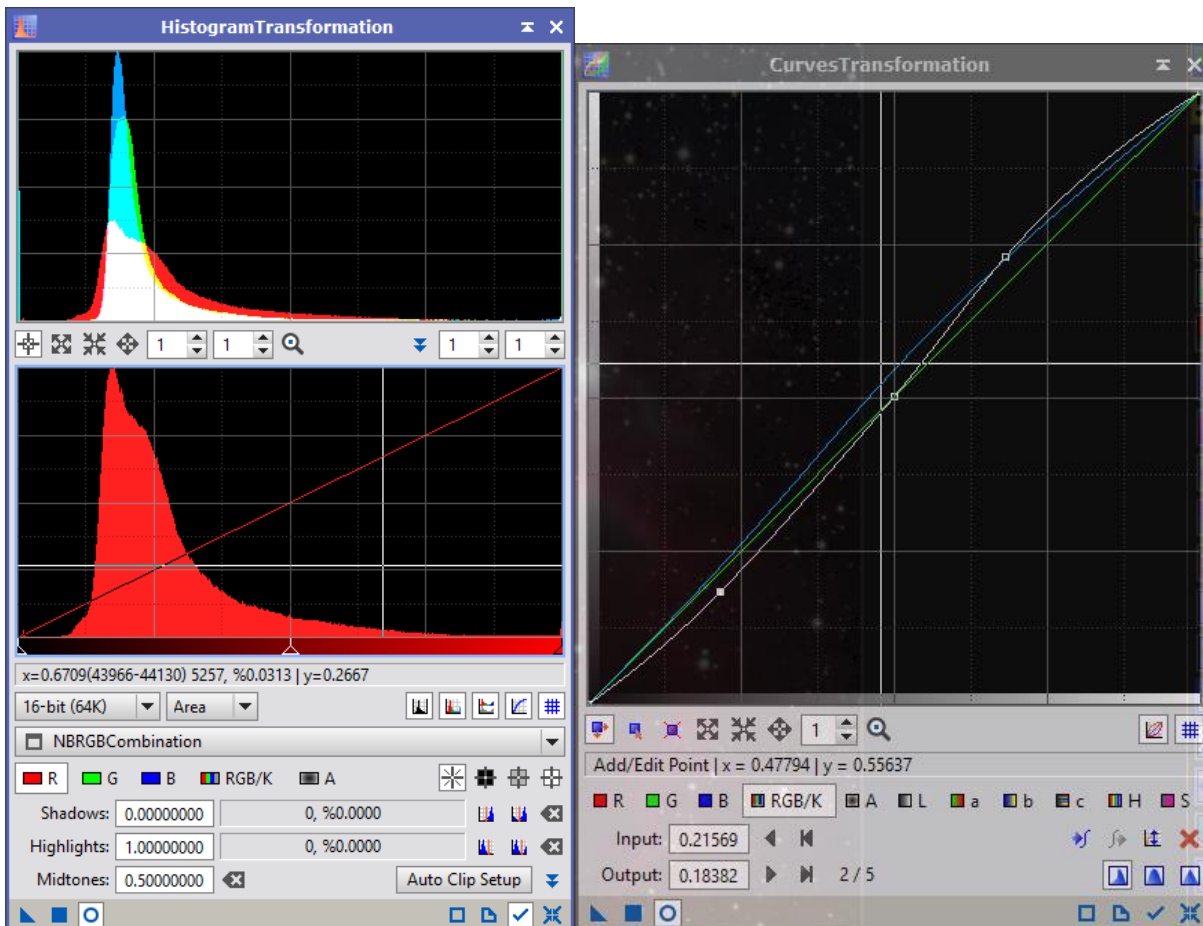 HistogramTransformation
1 1 1 1
x=0.6709(43966-44130) 5257, %0.0313 | y=0.2667
16-bit (64K) Area
NBRGBCombination
R G B RGB/K A
Shadows: 0.00000000 0, %0.0000
Highlights: 1.00000000 0, %0.0000
Midtones: 0.50000000 Auto Clip Setup
CurvesTransformation
1
Add/Edit Point | x = 0.47794 | y = 0.55637
R G B RGB/K A L a b c H S
Input: 0.21569
Output: 0.18382 2 / 5